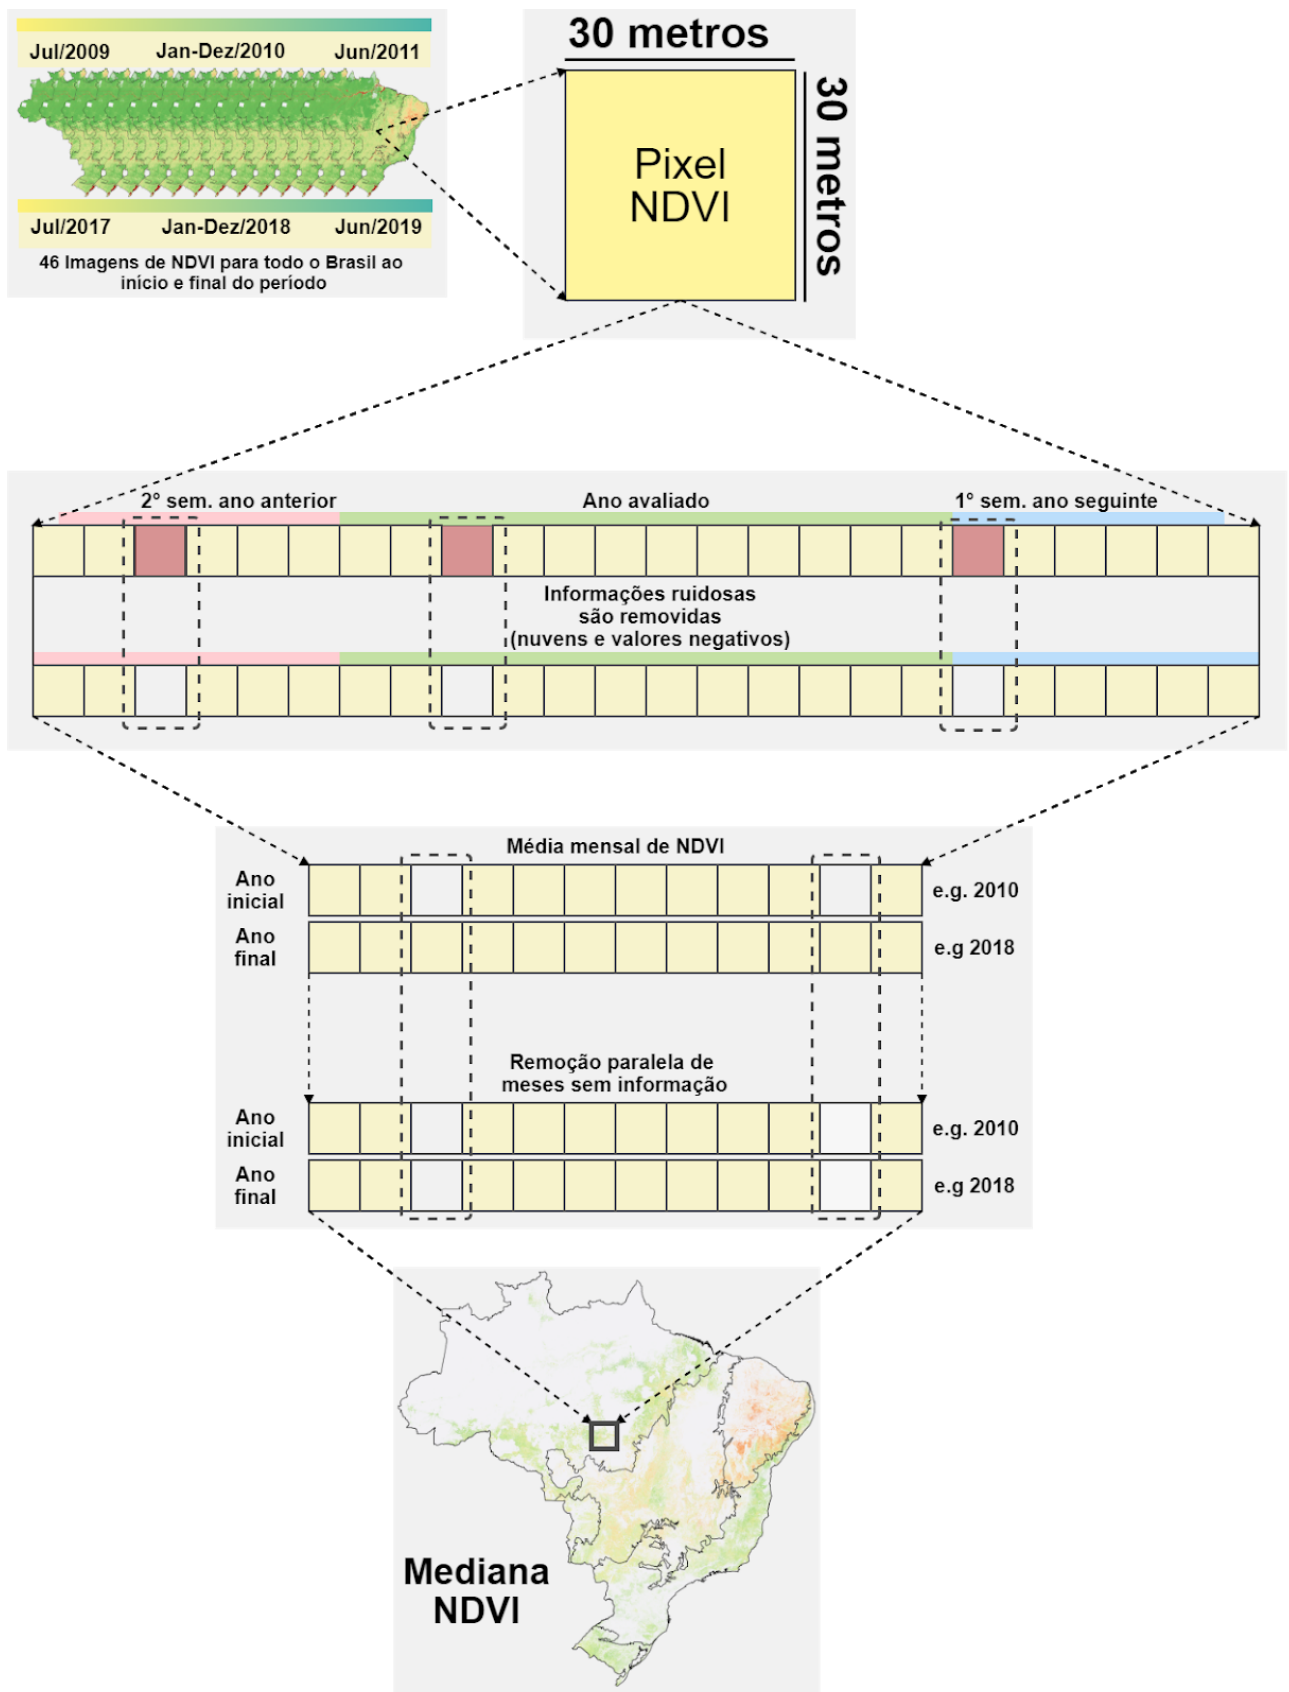 Jul/2009 Jan-Dez/2010 Jun/2011
Jul/2017 Jan-Dez/2018 Jun/2019
46 Imagens de NDVI para todo o Brasil ao
início e final do período
30 metros
30 metros
Pixel
NDVI
2° sem. ano anterior Ano avaliado 1° sem. ano seguinte
Informações ruidosas
são removidas
(nuvens e valores negativos)
Média mensal de NDVI
Ano
inicial
e.g. 2010
Ano
final
e.g 2018
Remoção paralela de
meses sem informação
Ano
inicial
e.g. 2010
Ano
final
e.g 2018
Mediana
NDVI